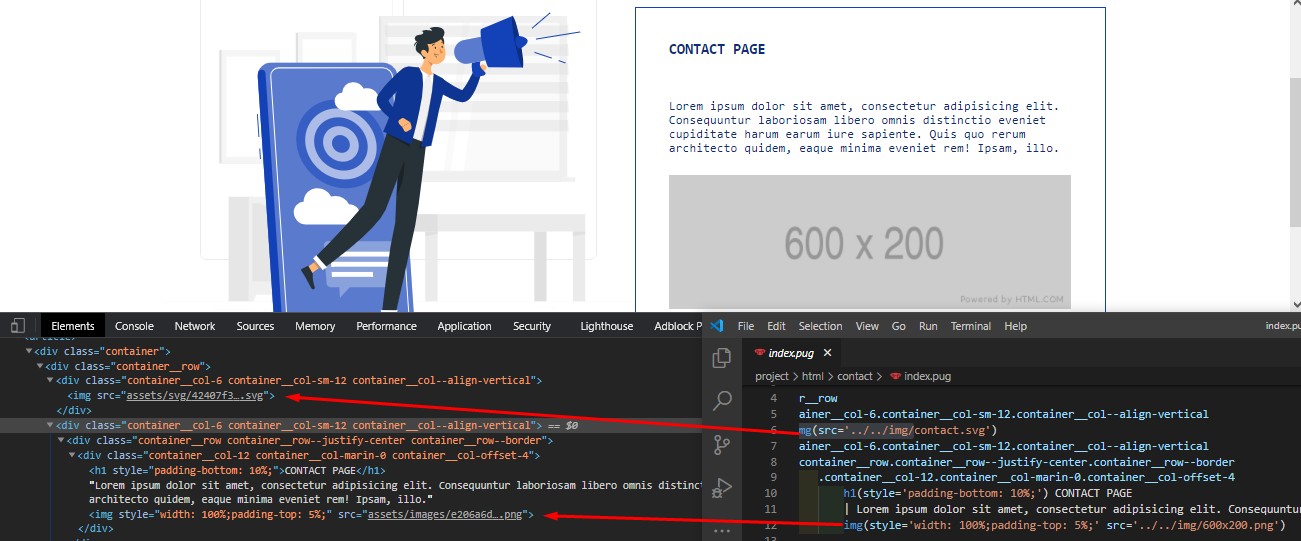 CONTACT PAGE
Lorem ipsum dolor sit amet, consectetur adipisicing elit.
Consequuntur laboriosam libero omnis distinctio eveniet
cupiditate harum earum iure sapiente. Quis quo rerum
architecto quidem, eaque minima eveniet rem! Ipsam, illo.
600 x 200
Powered by HTML.COM
Elements Console Network Sources Memory Performance Application Security Lighthouse Adblock P
<article>
▼<div class="container">
▼<div class="container__row">
▼<div class="container__col-6 container__col-sm-12 container__col--align-vertical">
<img src="assets/svg/42407f3….svg">
</div>
▼<div class="container__col-6 container__col-sm-12 container__col--align-vertical"> == $0
▼<div class="container__row container__row--justify-center container__row--border">
▼<div class="container__col-12 container__col-marin-0 container__col-offset-4">
<h1 style="padding-bottom: 10%;">CONTACT PAGE</h1>
"Lorem ipsum dolor sit amet, consectetur adipisicing elit. Consequuntur laboriosam libero omnis distinc
architecto quidem, eaque minima eveniet rem! Ipsam, illo."
<img style="width: 100%;padding-top: 5%;" src="assets/images/e206a6d….png">
</div>
File Edit Selection View Go Run Terminal Help index.pu
index.pug ×
project > html > contact > index.pug
4 r__row
5 ainer__col-6.container__col-sm-12.container__col--align-vertical
6 mg(src='../../img/contact.svg')
7 ainer__col-6.container__col-sm-12.container__col--align-vertical
8 container__row.container__row--justify-center.container__row--border
9 .container__col-12.container__col-marin-0.container__col-offset-4
10 h1(style='padding-bottom: 10%;') CONTACT PAGE
11 | Lorem ipsum dolor sit amet, consectetur adipisicing elit. Consequun
12 img(style='width: 100%;padding-top: 5%;' src='../../img/600x200.png')
13